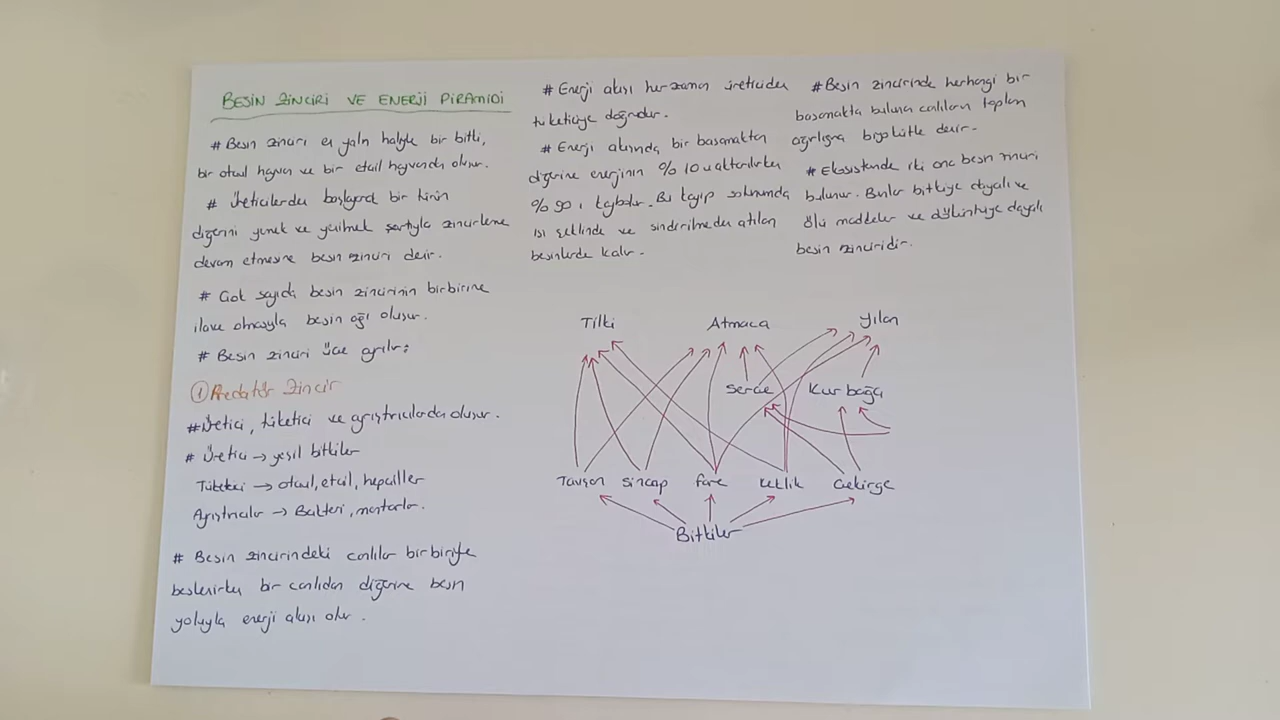 BESİN ZİNCİRİ VE ENERJİ PİRAMİDİ
# Besin zinciri en yalın haliyle bir bitki,
bir otçul hayvan ve bir etçil hayvandan oluşur.
# Üreticilerden başlayarak bir türün
diğerini yemek ve yenilmek şartıyla zincirleme
devam etmesine besin zinciri denir.
# Çok sayıda besin zincirinin birbirine
ilave olmasıyla besin ağı oluşur.
# Besin zinciri üçe ayrılır:
① Predatör Zincir
# Üretici, tüketici ve ayrıştırıcılardan oluşur.
# Üretici → yeşil bitkiler
Tüketici → otçul, etçil, hepçiller
Ayrıştırıcılar → Bakteri, mantarlar.
# Besin zincirindeki canlılar birbiriyle
beslenirken bir canlıdan diğerine besin
yoluyla enerji akışı olur.
# Enerji akışı her zaman üreticiden
tüketiciye doğrudur.
# Enerji akışında bir basamaktan
diğerine enerjinin %10 u aktarılırken
%90 ı kaybolur. Bu kayıp solunumda
ısı şeklinde ve sindirilmeden atılan
besinlerde kalır.
# Besin zincirinde herhangi bir
basamakta bulunan canlıların toplam
ağırlığına biyokütle denir.
# Ekosistemde iki ana besin zinciri
bulunur. Bunlar bitkiye dayalı ve
ölü maddeler ve döküntüye dayalı
besin zinciridir.
Tilki Atmaca Yılan
Serçe Kurbağa
Tavşan Sincap fare keklik Çekirge
Bitkiler